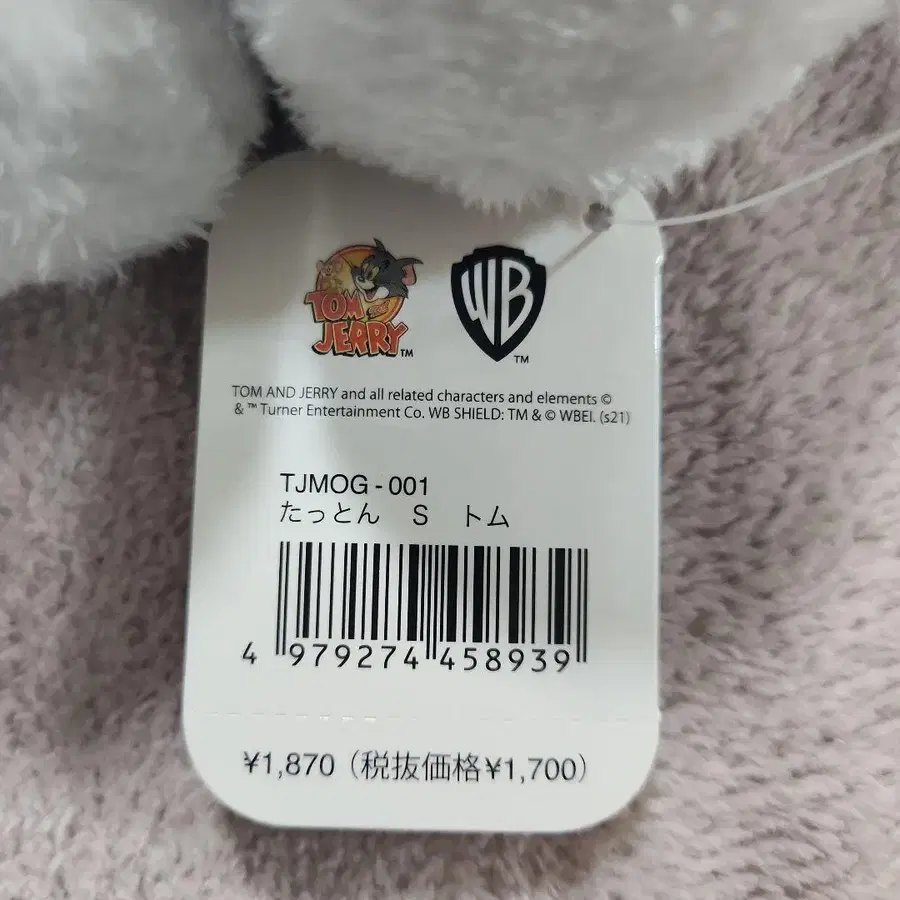 TOM
AND
JERRY TM
WB
TM
TOM AND JERRY and all related characters and elements ©
& ™ Turner Entertainment Co. WB SHIELD: TM & © WBEI. (s21)
TJMOG - 001
たっとん S トム
4 979274 458939
¥1,870（税抜価格¥1,700）